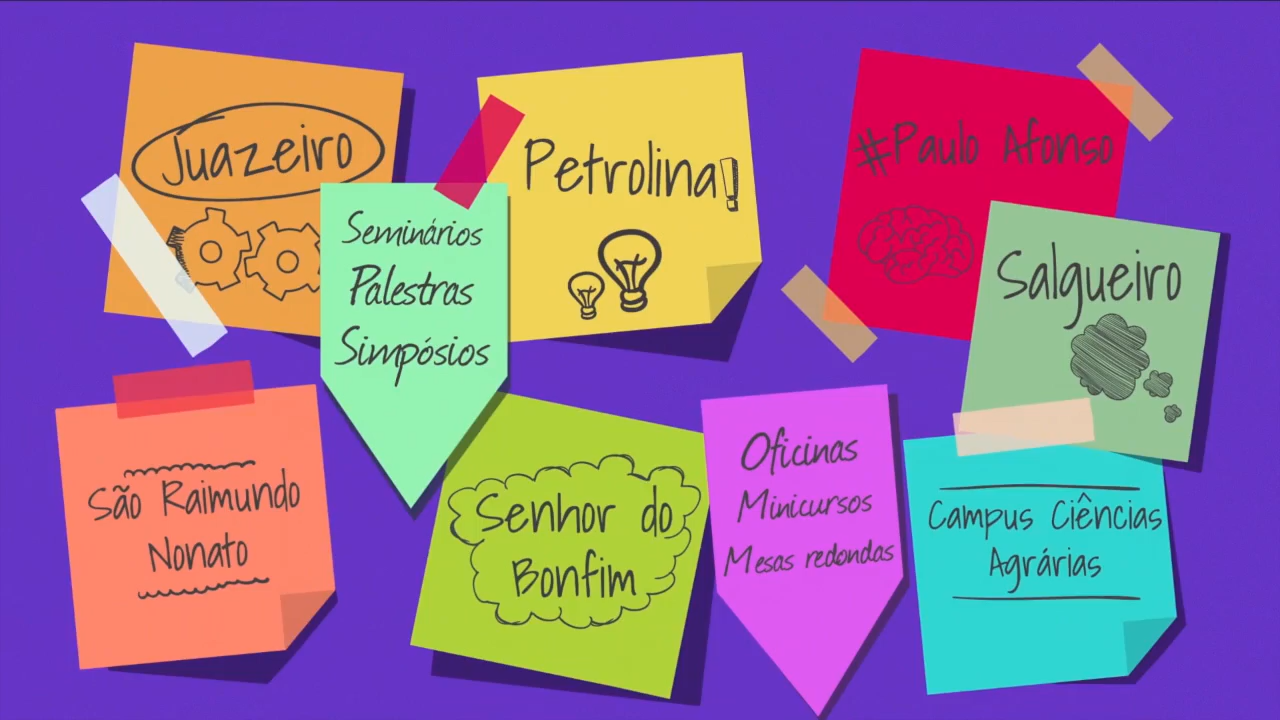 Juazeiro
Petrolina!
#Paulo Afonso
Seminários
Palestras
Simpósios
Salgueiro
São Raimundo
Nonato
Senhor do
Bonfim
Oficinas
Minicursos
Mesas redondas
Campus Ciências
Agrárias